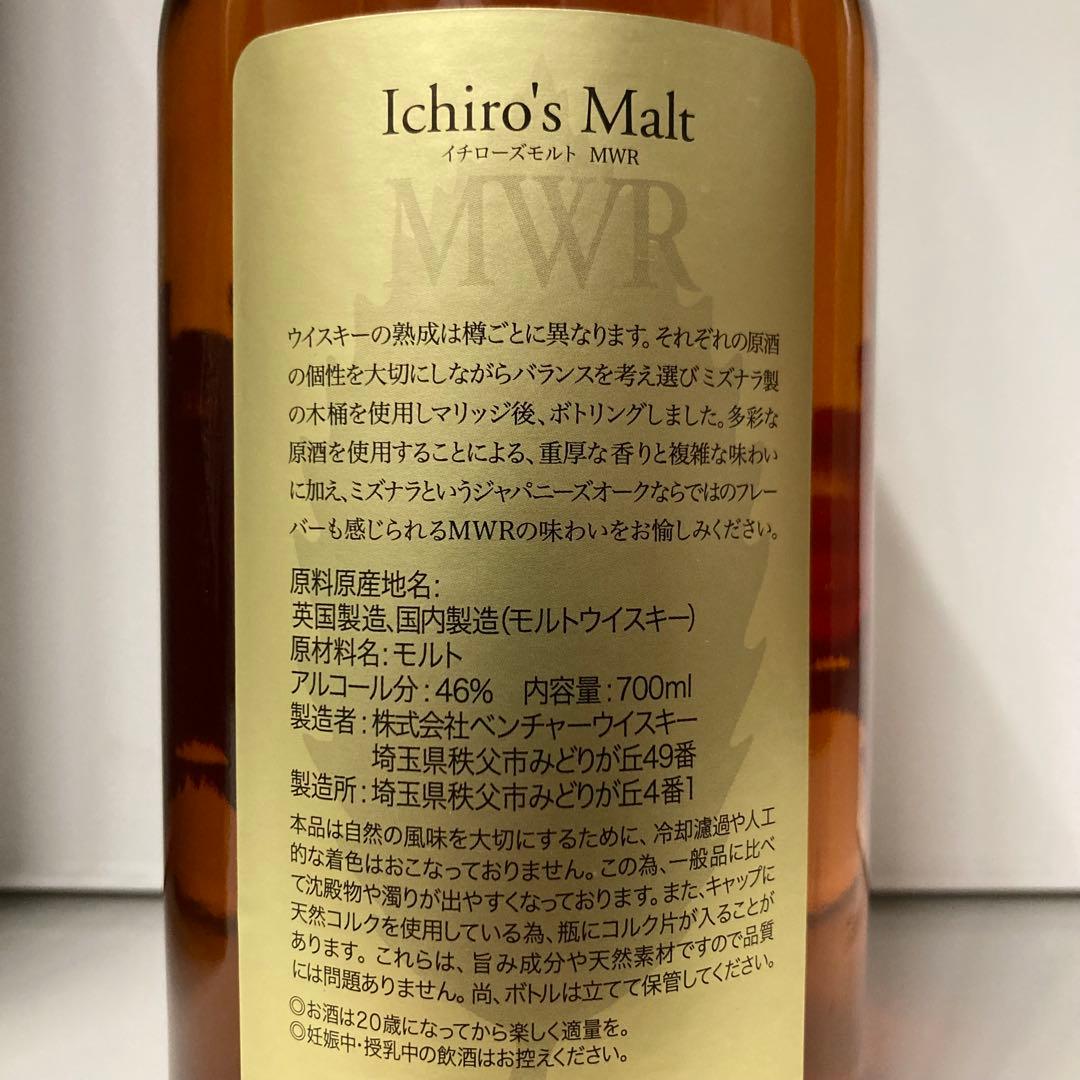 Ichiro's Malt
イチローズモルト MWR
MWR
ウイスキーの熟成は樽ごとに異なります。それぞれの原酒
の個性を大切にしながらバランスを考え選びミズナラ製
の木桶を使用しマリッジ後、ボトリングしました。多彩な
原酒を使用することによる、重厚な香りと複雑な味わい
に加え、ミズナラというジャパニーズオークならではのフレー
バーも感じられるMWRの味わいをお愉しみください。
原料原産地名:
英国製造、国内製造(モルトウイスキー)
原材料名:モルト
アルコール分:46% 内容量:700ml
製造者:株式会社ベンチャーウイスキー
埼玉県秩父市みどりが丘49番
製造所:埼玉県秩父市みどりが丘4番1
本品は自然の風味を大切にするために、冷却濾過や人工
的な着色はおこなっておりません。この為、一般品に比べ
て沈殿物や濁りが出やすくなっております。また、キャップに
天然コルクを使用している為、瓶にコルク片が入ることが
あります。これらは、旨み成分や天然素材ですので品質
には問題ありません。尚、ボトルは立てて保管してください。
◎お酒は20歳になってから楽しく適量を。
◎妊娠中・授乳中の飲酒はお控えください。